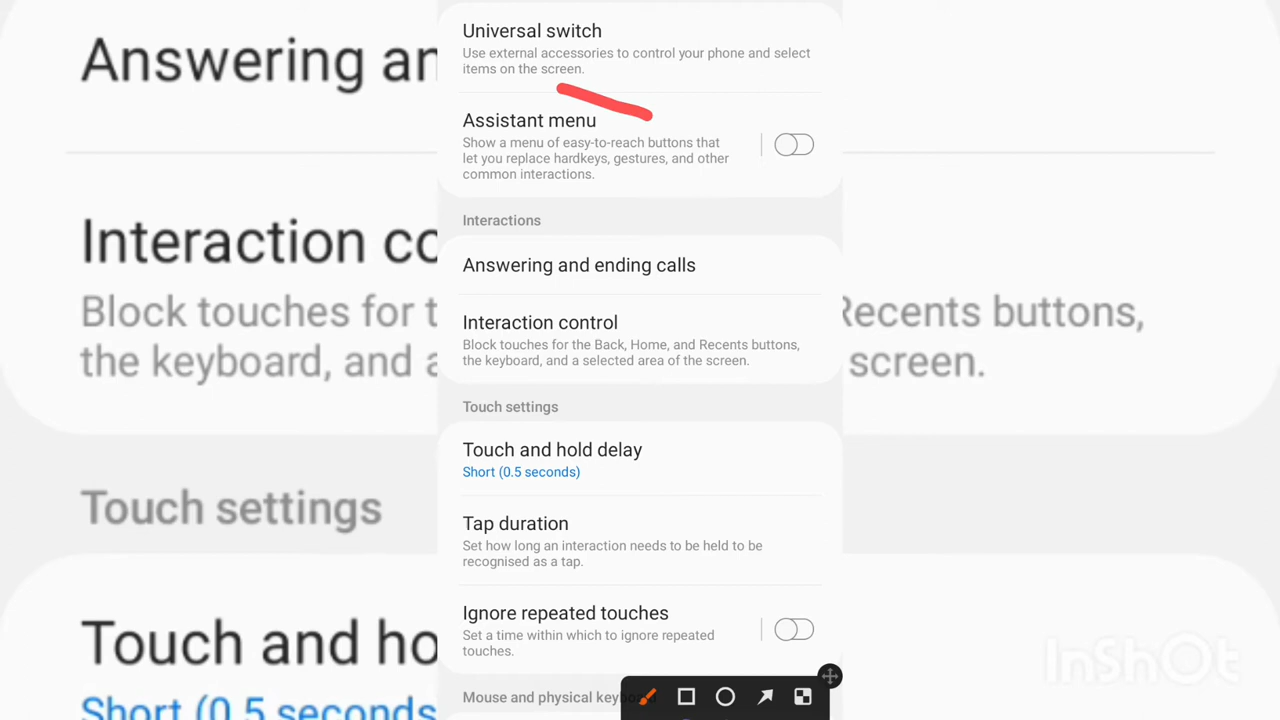 Universal switch
Use external accessories to control your phone and select
items on the screen.
Assistant menu
Show a menu of easy-to-reach buttons that
let you replace hardkeys, gestures, and other
common interactions.
Interactions
Answering and ending calls
Interaction control
Block touches for the Back, Home, and Recents buttons,
the keyboard, and a selected area of the screen.
Touch settings
Touch and hold delay
Short (0.5 seconds)
Tap duration
Set how long an interaction needs to be held to be
recognised as a tap.
Ignore repeated touches
Set a time within which to ignore repeated
touches.
Mouse and physical keybo
Answering an
Interaction co
Block touches for t
Recents buttons,
the keyboard, and a
screen.
Touch settings
Touch and ho
Short (0.5 seconds
InShOt